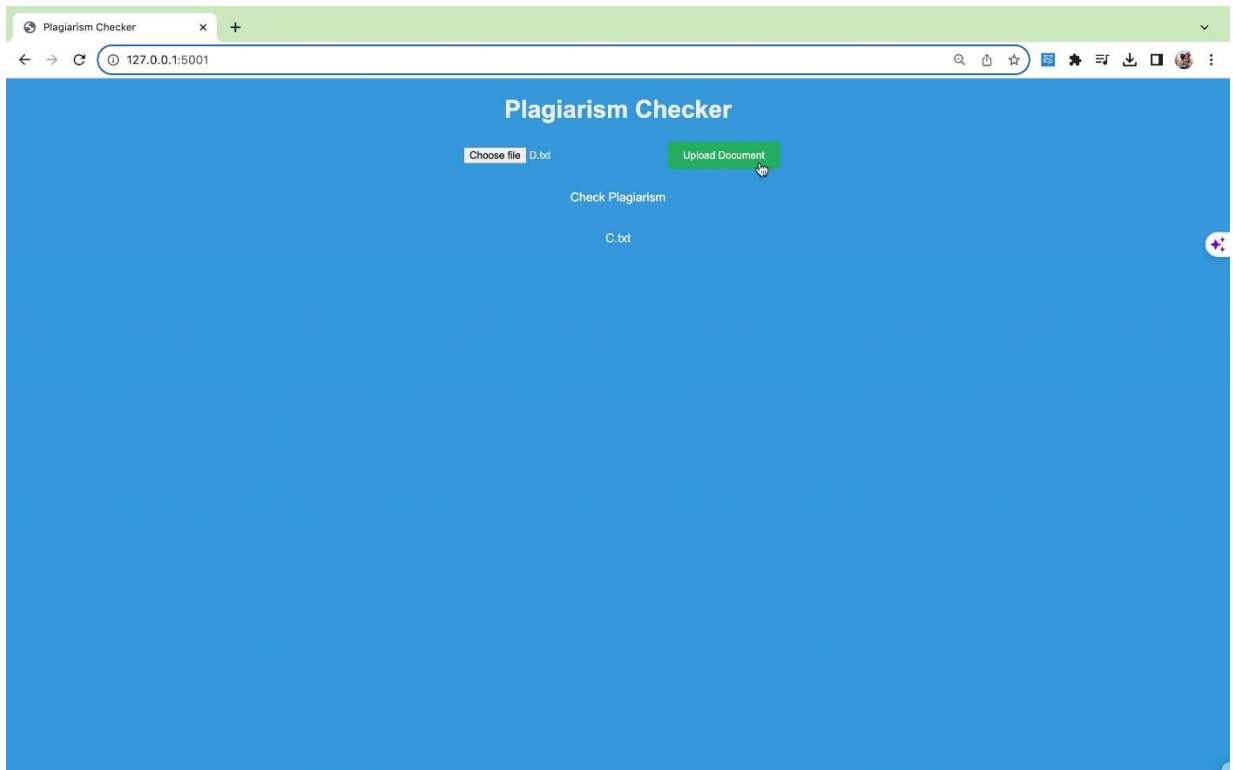 Plagiarism Checker
127.0.0.1:5001
Plagiarism Checker
Choose file D.txt Upload Document
Check Plagiarism
C.txt